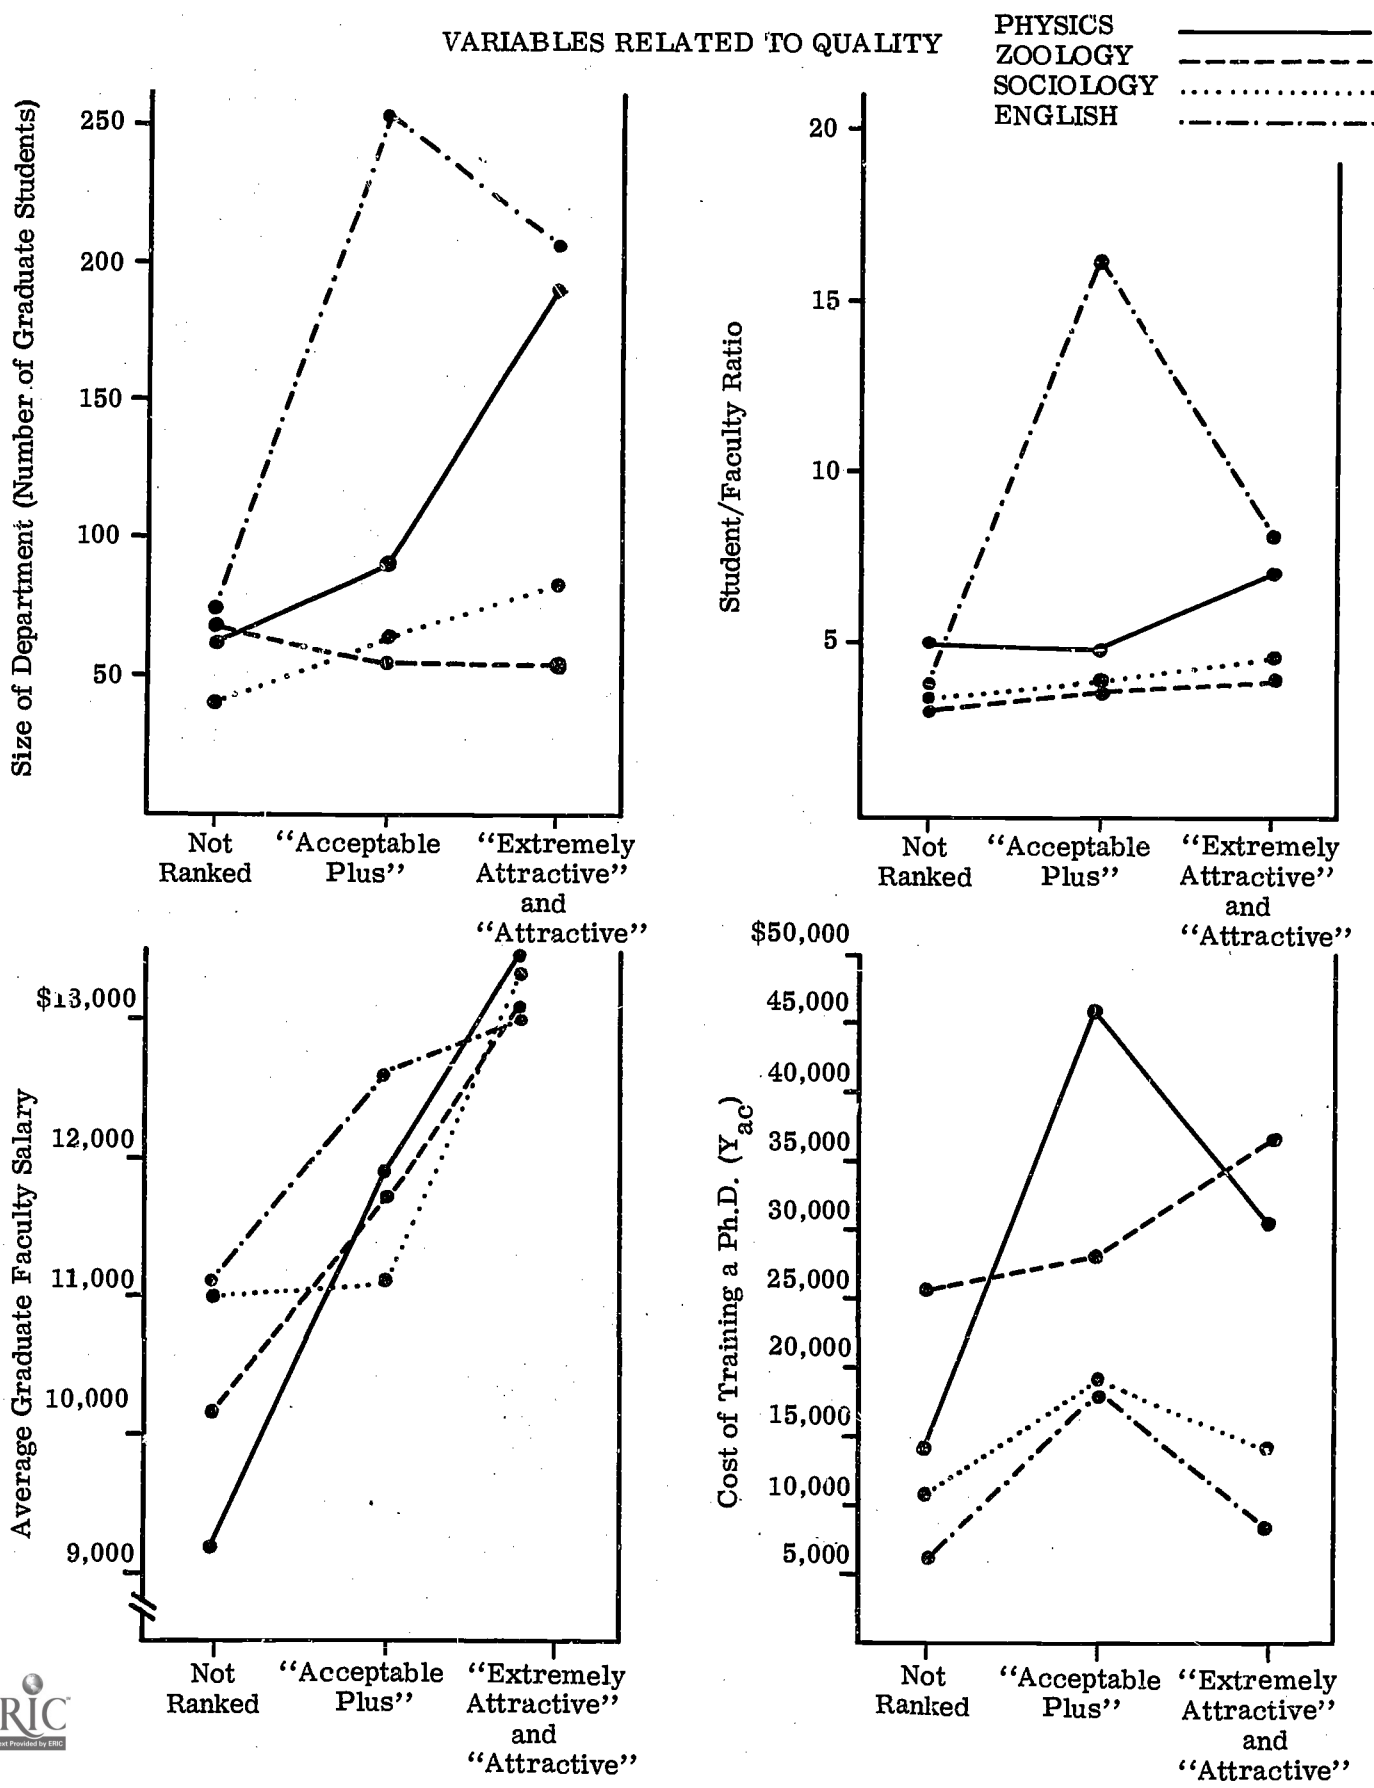 VARIABLES RELATED TO QUALITY
PHYSICS
ZOOLOGY
SOCIOLOGY
ENGLISH
Size of Department (Number of Graduate Students)
250
200
150
100
50
Not Ranked
“Acceptable Plus”
“Extremely Attractive” and “Attractive”
Student/Faculty Ratio
20
15
10
5
Not Ranked
“Acceptable Plus”
“Extremely Attractive” and “Attractive”
Average Graduate Faculty Salary
$13,000
12,000
11,000
10,000
9,000
Not Ranked
“Acceptable Plus”
“Extremely Attractive” and “Attractive”
Cost of Training a Ph.D. (Yac)
$50,000
45,000
40,000
35,000
30,000
25,000
20,000
15,000
10,000
5,000
Not Ranked
“Acceptable Plus”
“Extremely Attractive” and “Attractive”
RIC
Provided by ERIC